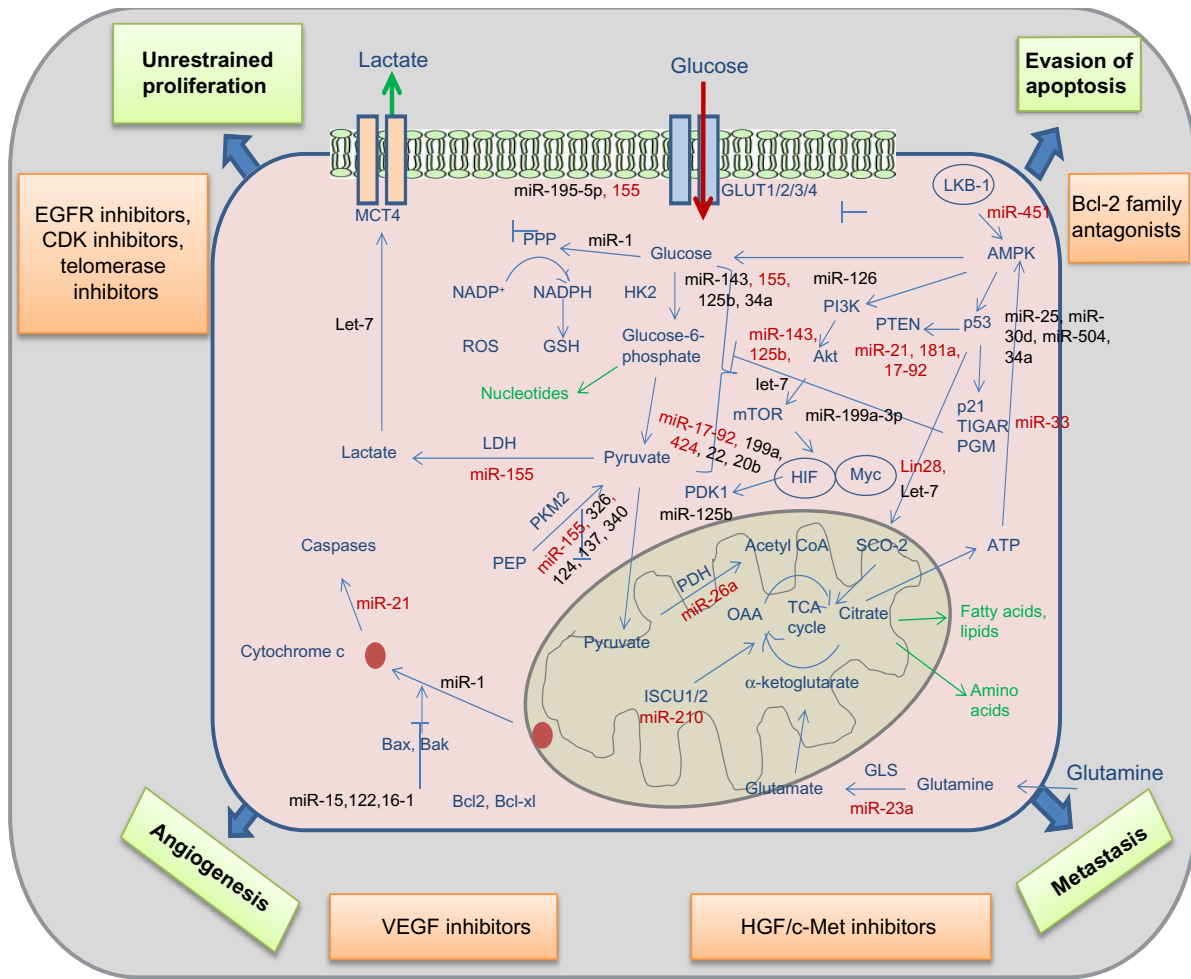 Unrestrained
proliferation
Lactate
Glucose
Evasion of
apoptosis
EGFR inhibitors,
CDK inhibitors,
telomerase
inhibitors
Bcl-2 family
antagonists
MCT4
miR-195-5p, 155
GLUT1/2/3/4
LKB-1
miR-451
AMPK
PPP
miR-1
Glucose
NADP+
NADPH
HK2
miR-143, 155,
125b, 34a
miR-126
PI3K
PTEN
p53
miR-25, miR-
30d, miR-504,
34a
Let-7
ROS
GSH
Glucose-6-
phosphate
miR-143,
125b,
Akt
miR-21, 181a,
17-92
Nucleotides
let-7
mTOR
miR-199a-3p
p21
TIGAR
PGM
miR-33
Lactate
LDH
miR-155
Pyruvate
miR-17-92, 199a,
424, 22, 20b
HIF
Myc
Lin28,
Let-7
PDK1
miR-125b
PKM2
PEP
miR-155, 326,
124, 137, 340
Caspases
miR-21
Cytochrome c
miR-1
Acetyl CoA
SCO-2
ATP
PDH
miR-26a
OAA
TCA
cycle
Citrate
Fatty acids,
lipids
Pyruvate
ISCU1/2
miR-210
α-ketoglutarate
Amino
acids
Bax, Bak
miR-15,122,16-1
Bcl2, Bcl-xl
Glutamate
GLS
miR-23a
Glutamine
Glutamine
Angiogenesis
VEGF inhibitors
HGF/c-Met inhibitors
Metastasis